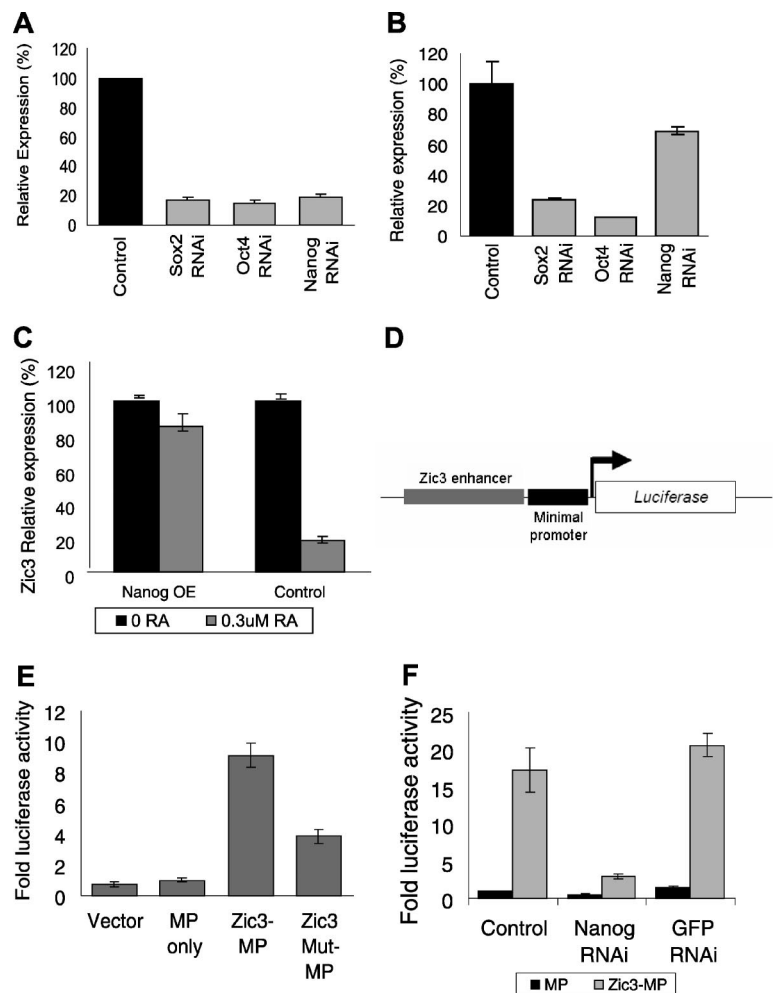 A
Relative Expression (%)
120
100
80
60
40
20
0
Control
Sox2
RNAi
Oct4
RNAi
Nanog
RNAi
B
Relative expression (%)
120
100
80
60
40
20
0
Control
Sox2
RNAi
Oct4
RNAi
Nanog
RNAi
C
Zic3 Relative expression (%)
120
100
80
60
40
20
0
Nanog OE
Control
0 RA
0.3uM RA
D
Zic3 enhancer
Minimal
promoter
Luciferase
E
Fold luciferase activity
12
10
8
6
4
2
0
Vector
MP
only
Zic3-
MP
Zic3
Mut-
MP
F
Fold luciferase activity
25
20
15
10
5
0
Control
Nanog
RNAi
GFP
RNAi
MP
Zic3-MP